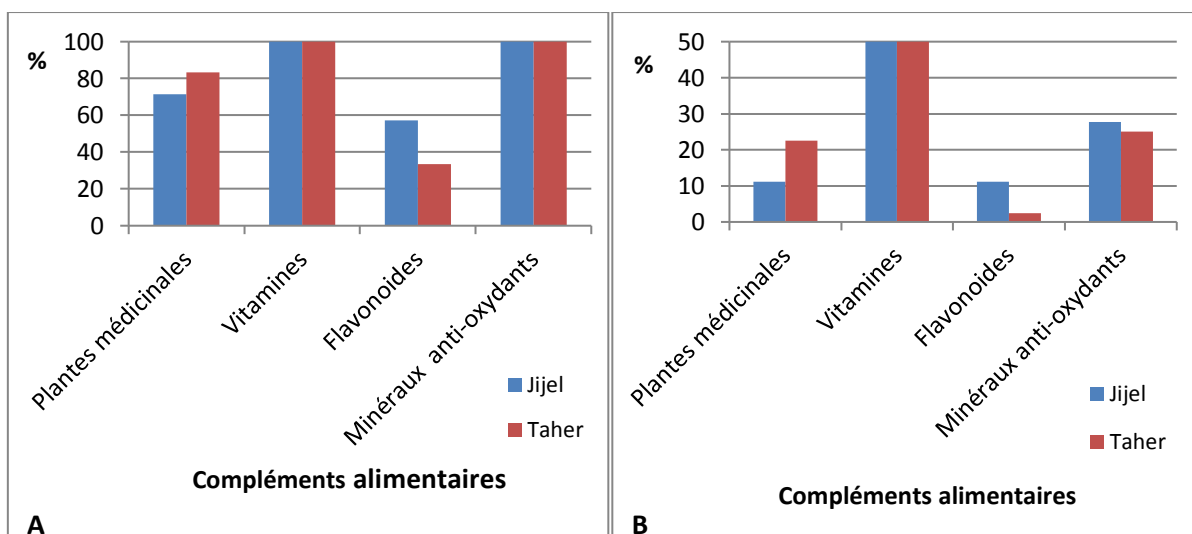 %
100
80
60
40
20
0
Plantes médicinales
Vitamines
Flavonoides
Minéraux anti-oxydants
Jijel
Taher
Compléments alimentaires
A
%
50
40
30
20
10
0
Plantes médicinales
Vitamines
Flavonoides
Minéraux anti-oxydants
Jijel
Taher
Compléments alimentaires
B